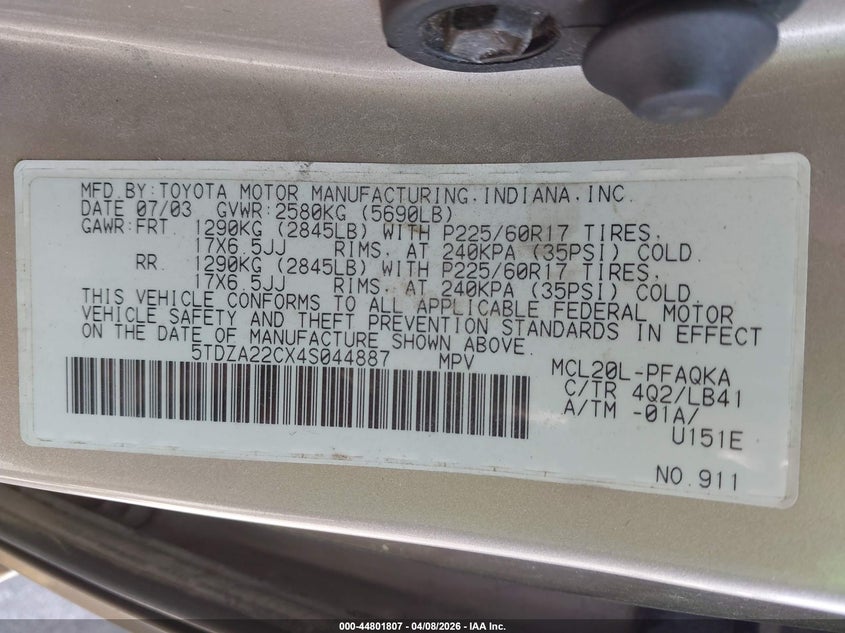 MFD.BY:TOYOTA MOTOR MANUFACTURING,INDIANA,INC.
DATE 07/03 GVWR:2580KG (5690LB)
GAWR:FRT. 1290KG (2845LB) WITH P225/60R17 TIRES,
17X6.5JJ RIMS, AT 240KPA (35PSI) COLD.
RR. 1290KG (2845LB) WITH P225/60R17 TIRES,
17X6.5JJ RIMS, AT 240KPA (35PSI) COLD.
THIS VEHICLE CONFORMS TO ALL APPLICABLE FEDERAL MOTOR
VEHICLE SAFETY AND THEFT PREVENTION STANDARDS IN EFFECT
ON THE DATE OF MANUFACTURE SHOWN ABOVE.
5TDZA22CX4S044887 MPV
MCL20L-PFAQKA
C/TR 4Q2/LB41
A/TM -01A/
U151E
NO.911
000-44801807 - 04/08/2026 - IAA Inc.